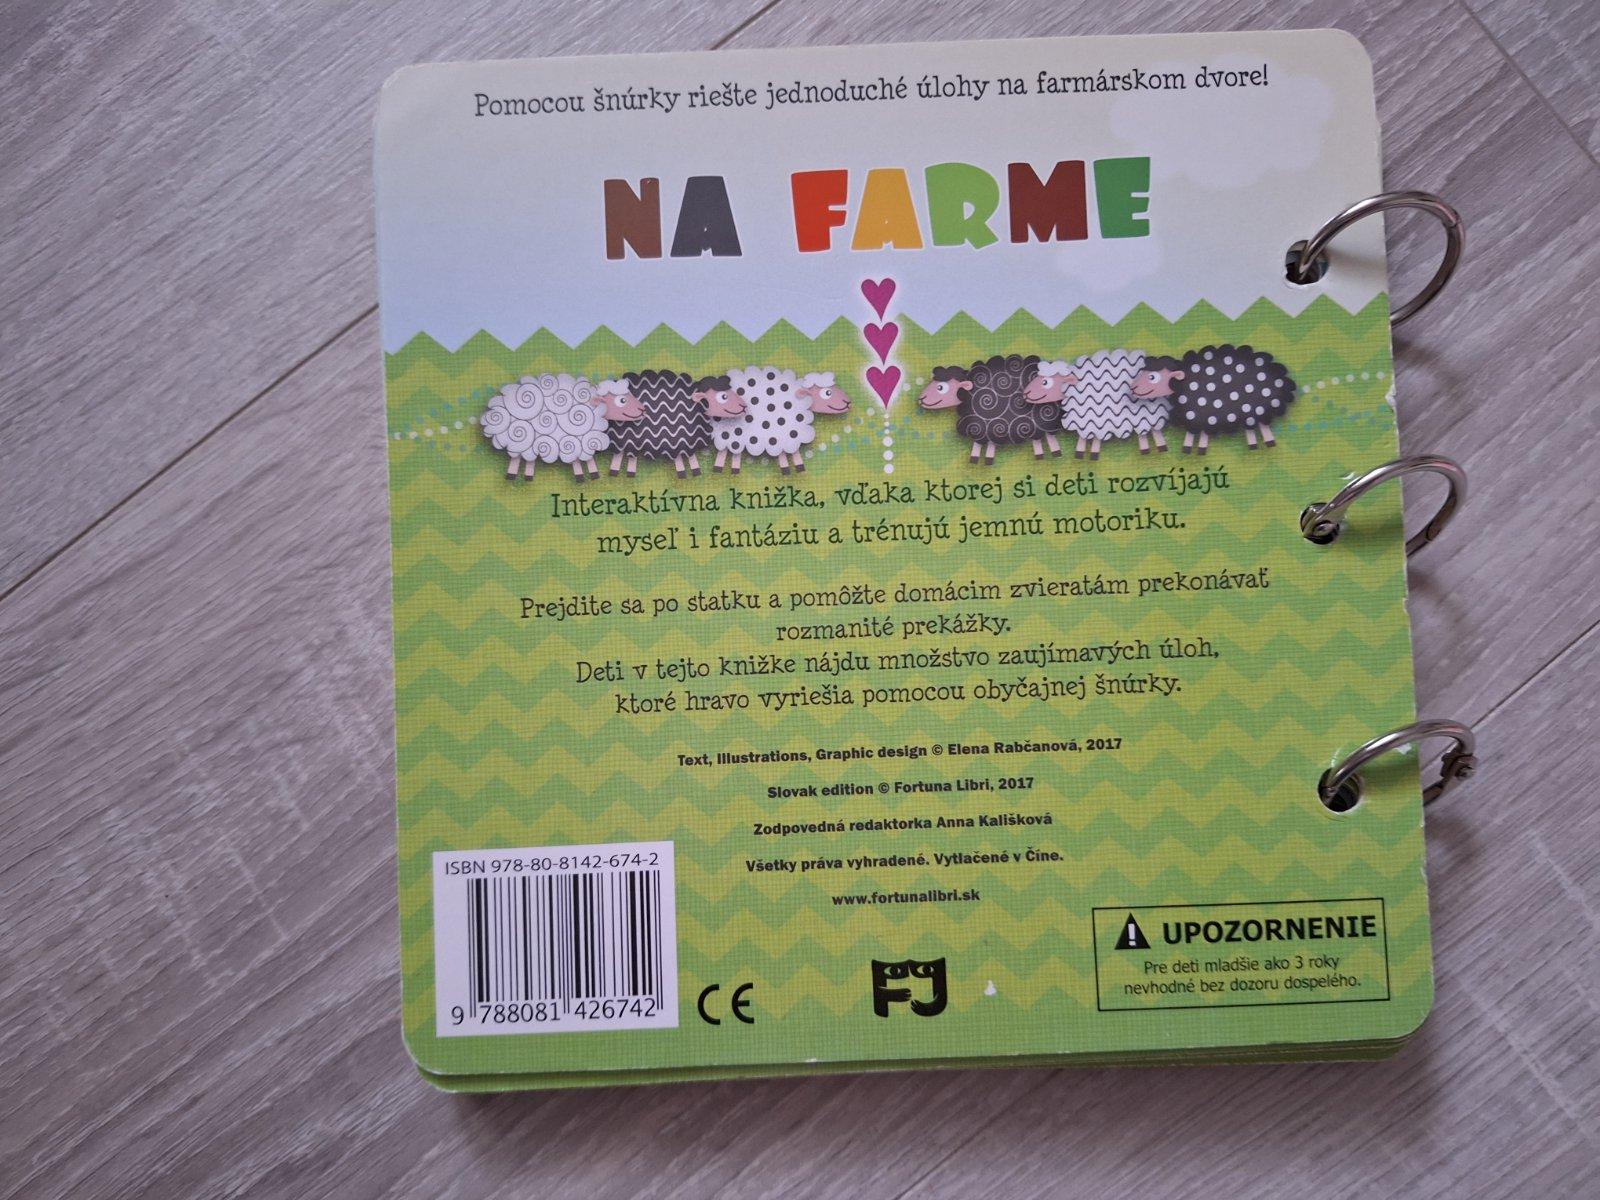 Pomocou šnúrky riešte jednoduché úlohy na farmárskom dvore!
NA FARME
Interaktívna knižka, vďaka ktorej si deti rozvíjajú
myseľ i fantáziu a trénujú jemnú motoriku.
Prejdite sa po statku a pomôžte domácim zvieratám prekonávať
rozmanité prekážky.
Deti v tejto knižke nájdu množstvo zaujímavých úloh,
ktoré hravo vyriešia pomocou obyčajnej šnúrky.
Text, Illustrations, Graphic design © Elena Rabčanová, 2017
Slovak edition © Fortuna Libri, 2017
Zodpovedná redaktorka Anna Kališková
Všetky práva vyhradené. Vytlačené v Číne.
www.fortunalibri.sk
ISBN 978-80-8142-674-2
9 788081 426742
CE
FJ
UPOZORNENIE
Pre deti mladšie ako 3 roky
nevhodné bez dozoru dospelého.